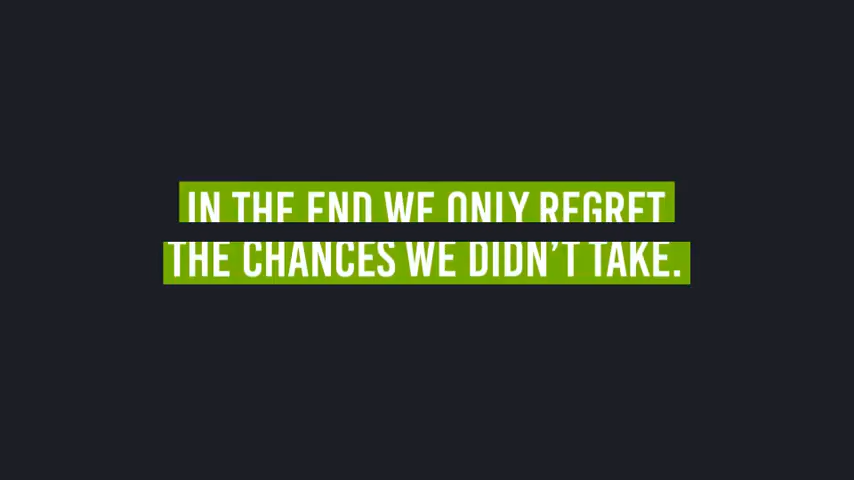 IN THE END WE ONLY REGRET
THE CHANCES WE DIDN'T TAKE.